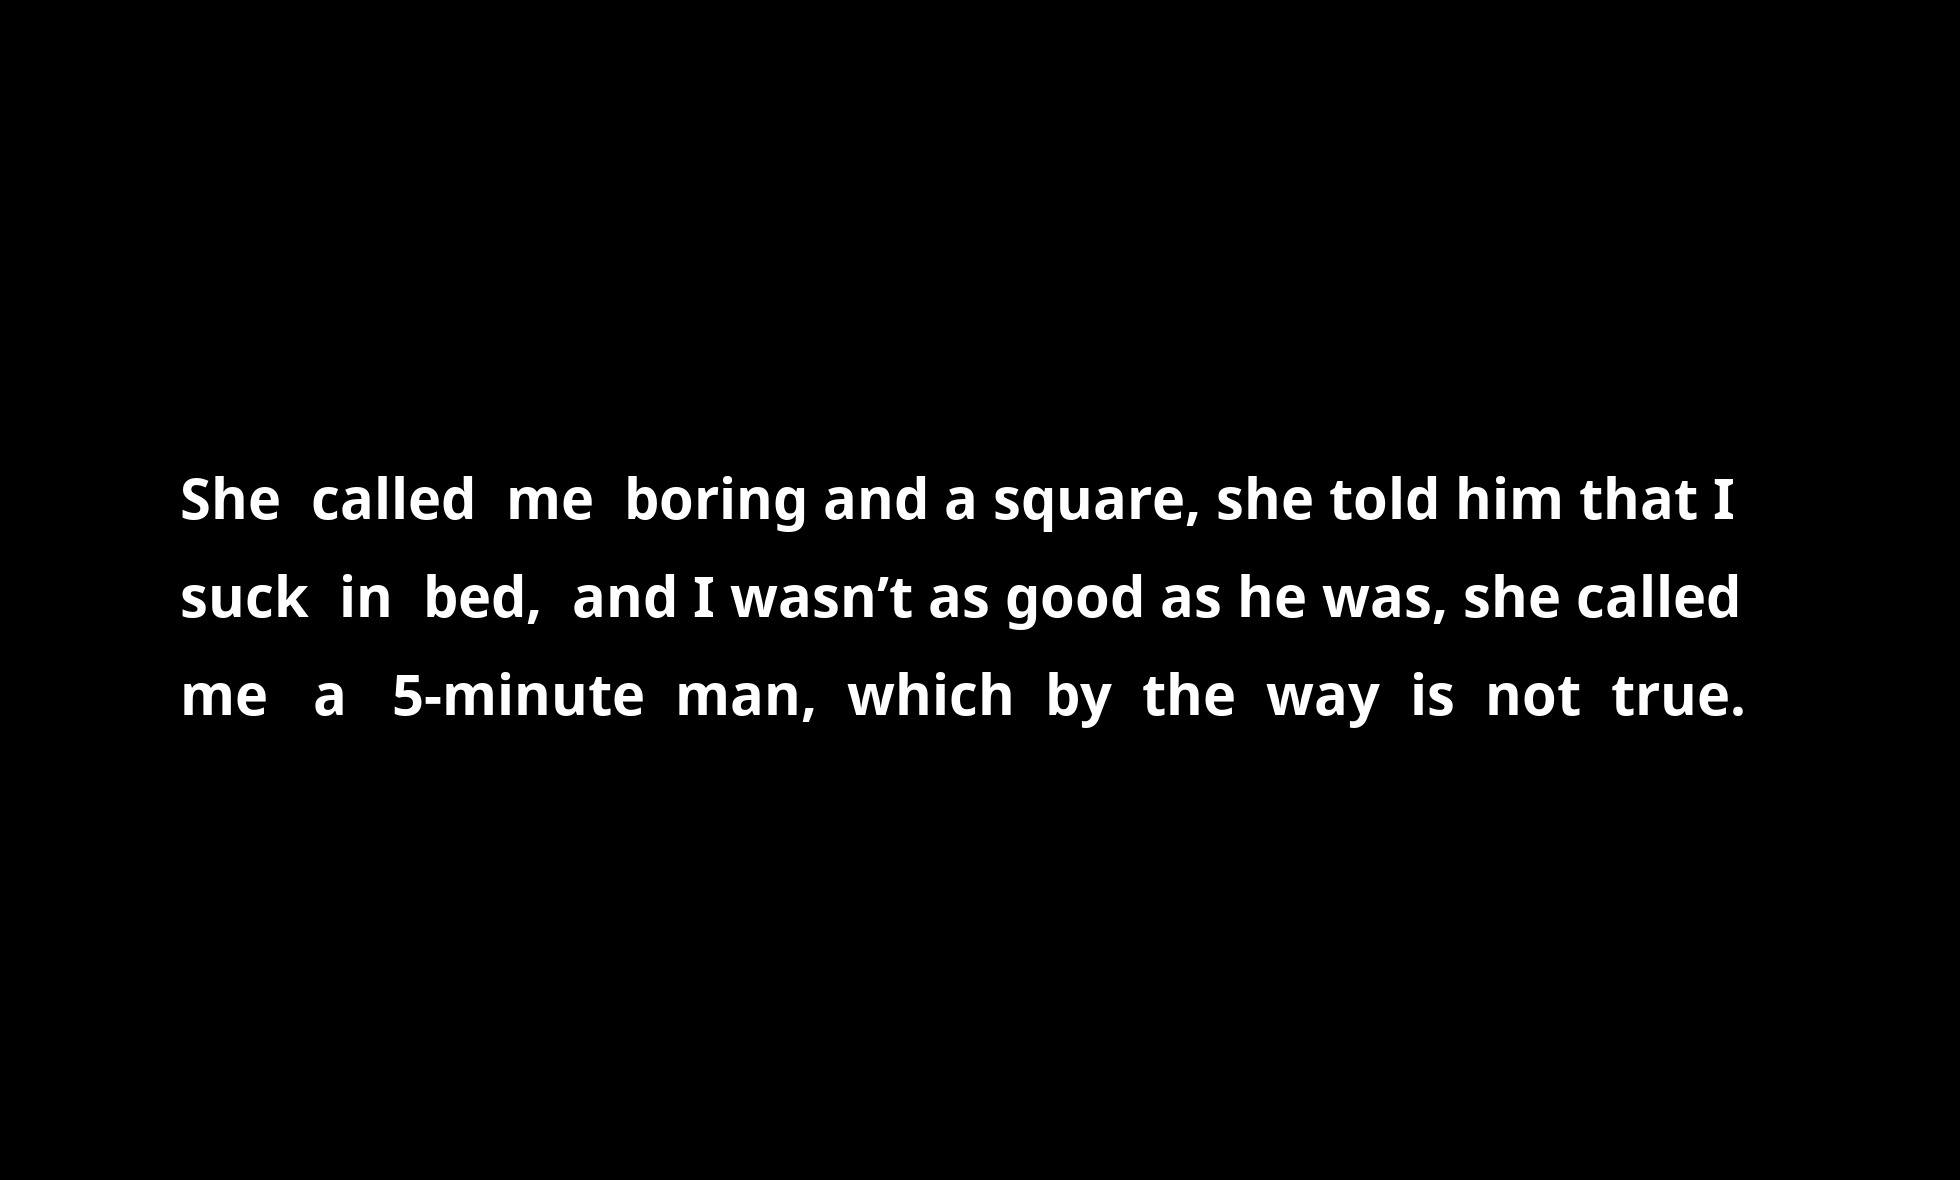 She called me boring and a square, she told him that I
suck in bed, and I wasn’t as good as he was, she called
me a 5-minute man, which by the way is not true.